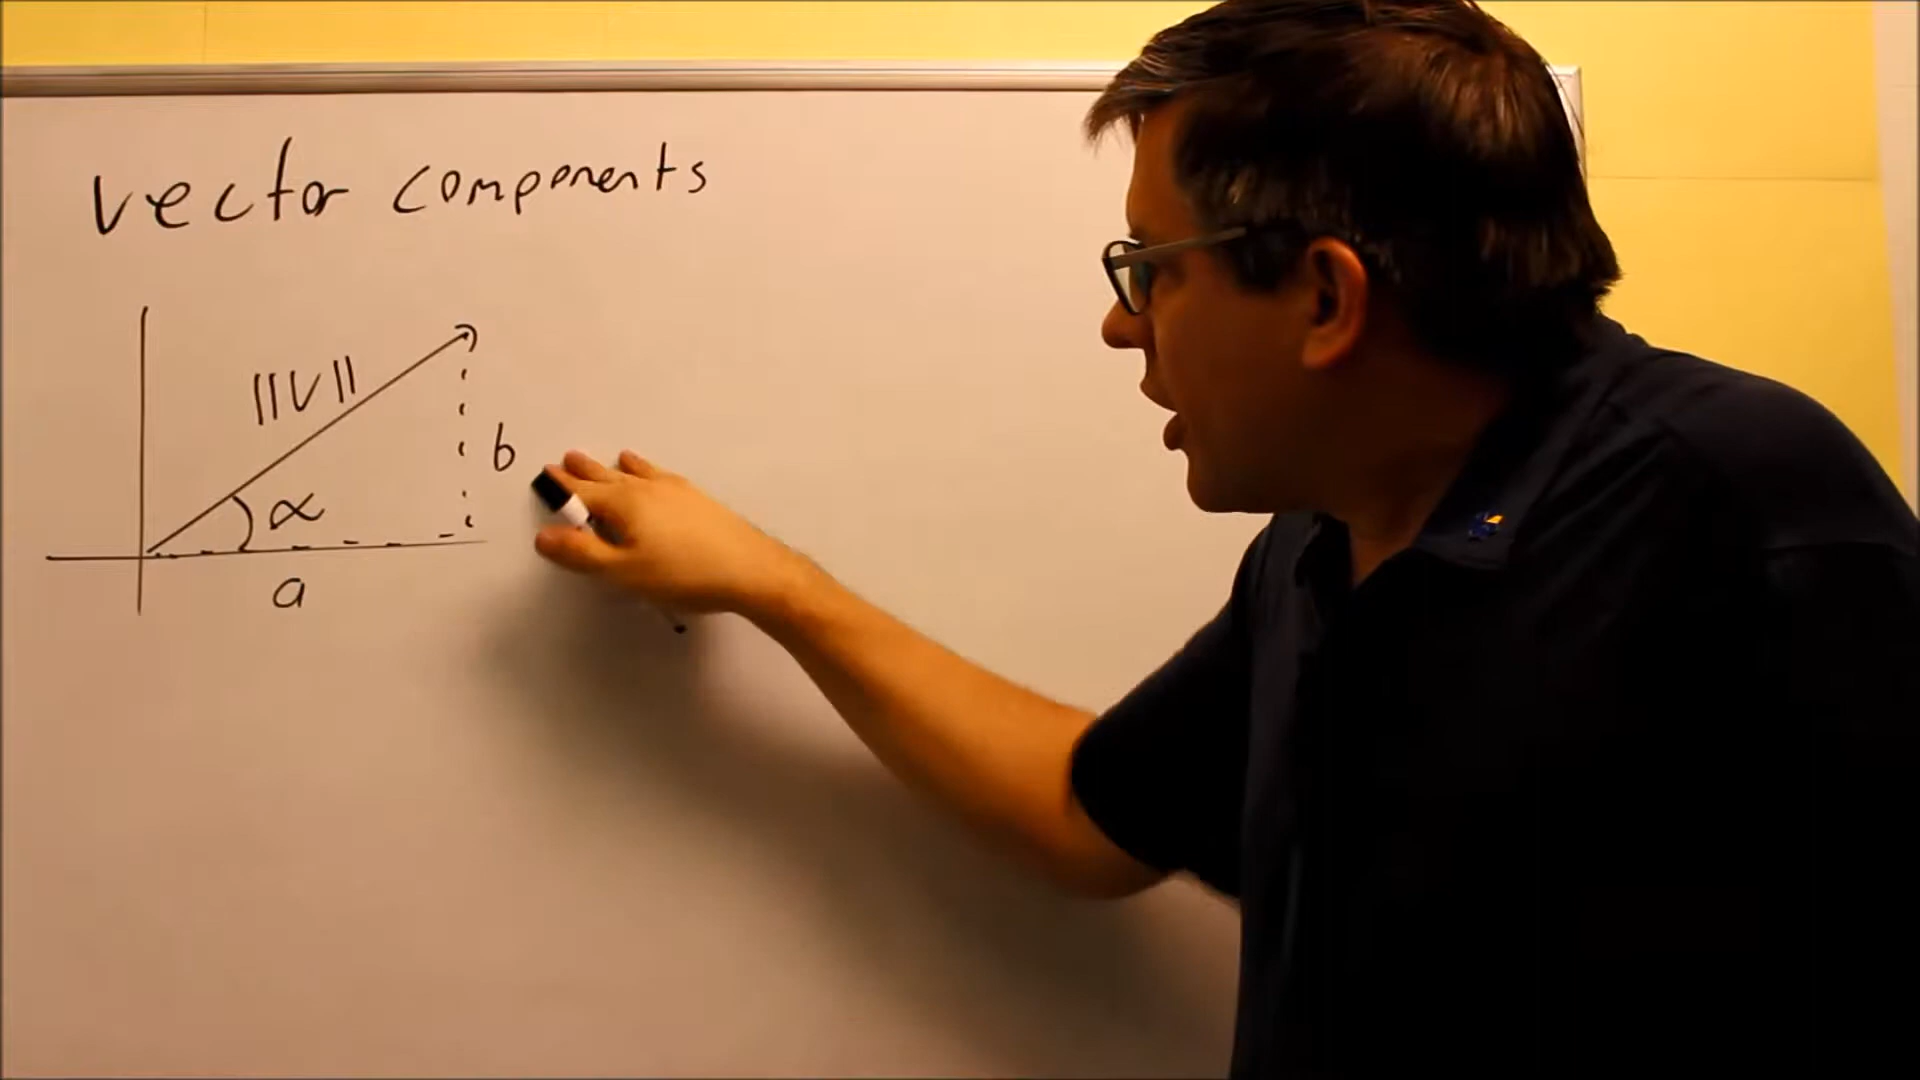 vector components
||V||
b
α
a